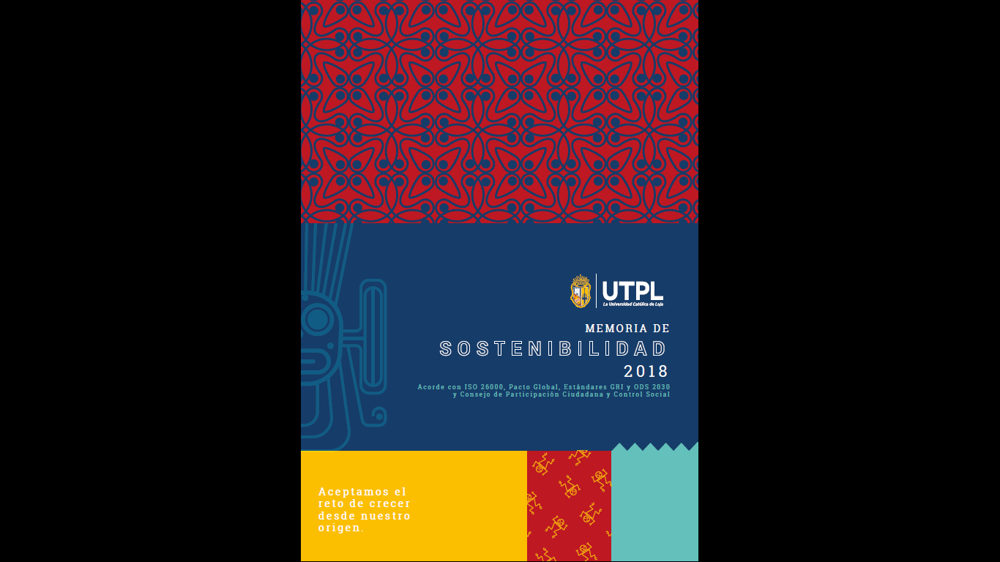 UTPL
La Universidad Católica de Loja
MEMORIA DE
SOSTENIBILIDAD
2018
Acorde con ISO 26000, Pacto Global, Estándares GRI y ODS 2030
y Consejo de Participación Ciudadana y Control Social
Aceptamos el
reto de crecer
desde nuestro
origen.